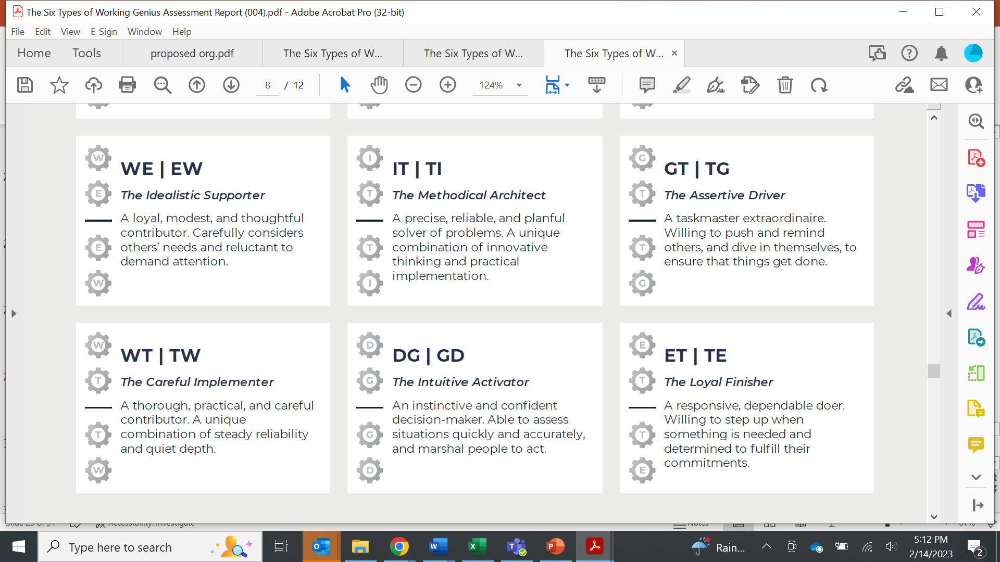 The Six Types of Working Genius Assessment Report (004).pdf - Adobe Acrobat Pro (32-bit)
File Edit View E-Sign Window Help
Home Tools proposed org.pdf The Six Types of W... The Six Types of W... The Six Types of W... ×
8 / 12 124%
W
E
E
W
WE | EW
The Idealistic Supporter
A loyal, modest, and thoughtful
contributor. Carefully considers
others’ needs and reluctant to
demand attention.
I
T
T
I
IT | TI
The Methodical Architect
A precise, reliable, and planful
solver of problems. A unique
combination of innovative
thinking and practical
implementation.
G
T
T
G
GT | TG
The Assertive Driver
A taskmaster extraordinaire.
Willing to push and remind
others, and dive in themselves, to
ensure that things get done.
W
T
T
W
WT | TW
The Careful Implementer
A thorough, practical, and careful
contributor. A unique
combination of steady reliability
and quiet depth.
D
G
G
D
DG | GD
The Intuitive Activator
An instinctive and confident
decision-maker. Able to assess
situations quickly and accurately,
and marshal people to act.
E
T
T
E
ET | TE
The Loyal Finisher
A responsive, dependable doer.
Willing to step up when
something is needed and
determined to fulfill their
commitments.
Accessibility: Investigate Notes
Type here to search
Rain...
5:12 PM
2/14/2023
2